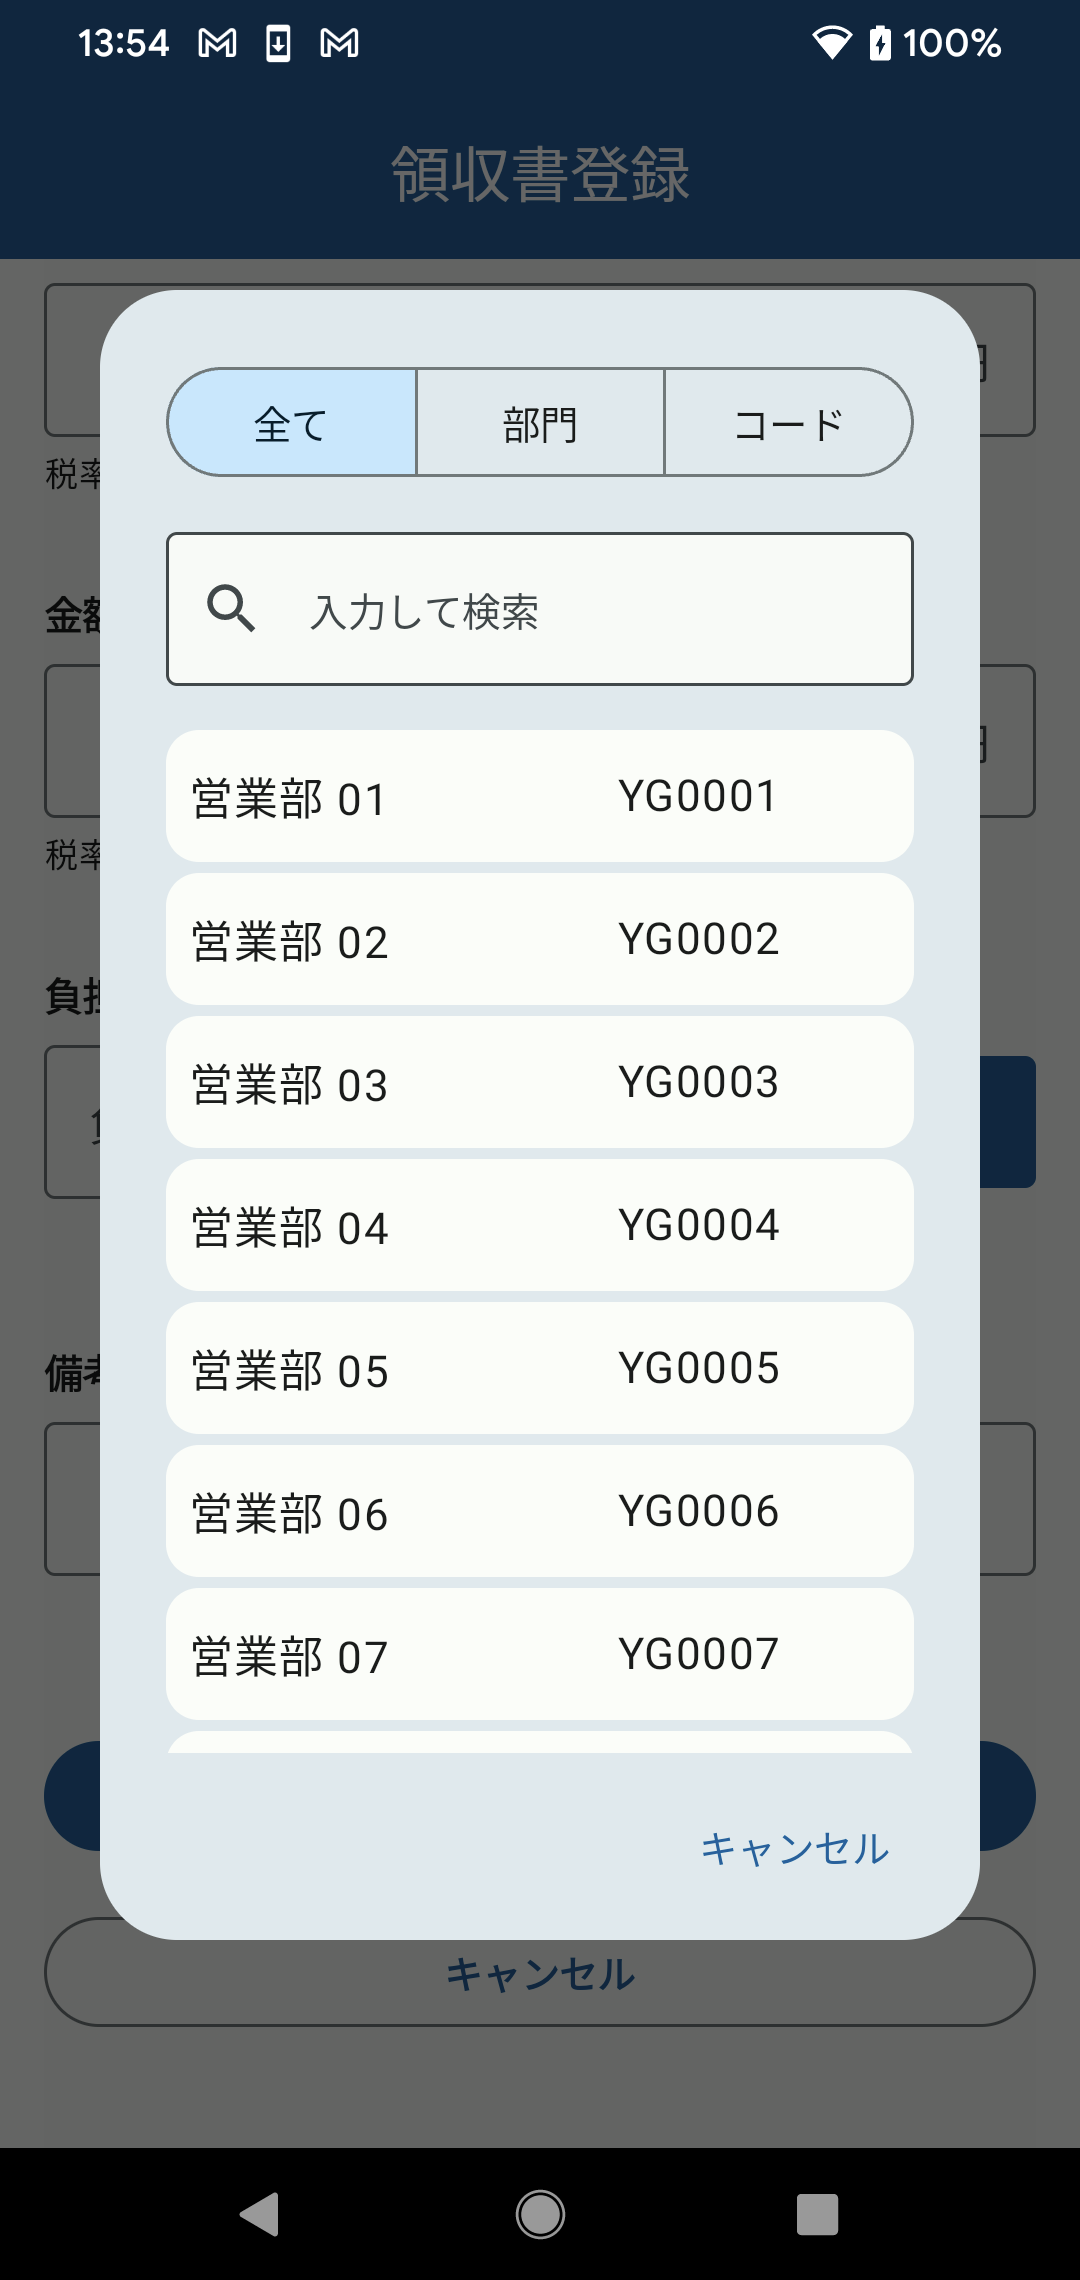 13:54 100%
領収書登録
全て 部門 コード
税率
入力して検索
金額
営業部 01 YG0001
税率
営業部 02 YG0002
負担
営業部 03 YG0003
営業部 04 YG0004
営業部 05 YG0005
備考
営業部 06 YG0006
営業部 07 YG0007
キャンセル
キャンセル